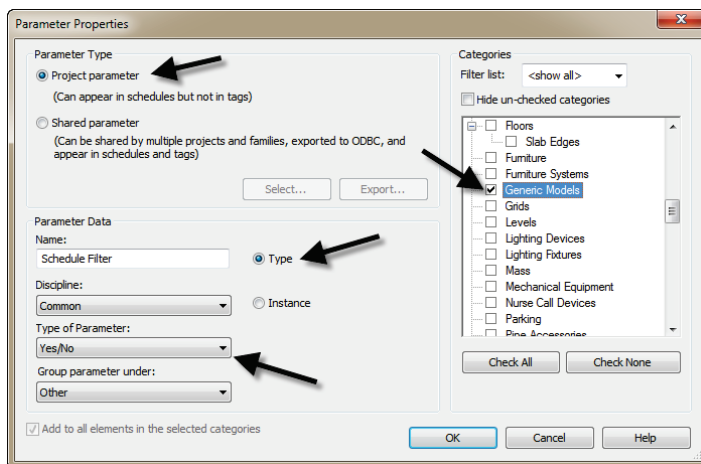 Parameter Properties
Parameter Type
Project parameter
(Can appear in schedules but not in tags)
Shared parameter
(Can be shared by multiple projects and families, exported to ODBC, and
appear in schedules and tags)
Select...
Export...
Parameter Data
Name:
Schedule Filter
Type
Discipline:
Common
Instance
Type of Parameter:
Yes/No
Group parameter under:
Other
Add to all elements in the selected categories
Categories
Filter list:
<show all>
Hide un-checked categories
Floors
Slab Edges
Furniture
Furniture Systems
Generic Models
Grids
Levels
Lighting Devices
Lighting Fixtures
Mass
Mechanical Equipment
Nurse Call Devices
Parking
Pipe Accessories
Check All
Check None
OK
Cancel
Help